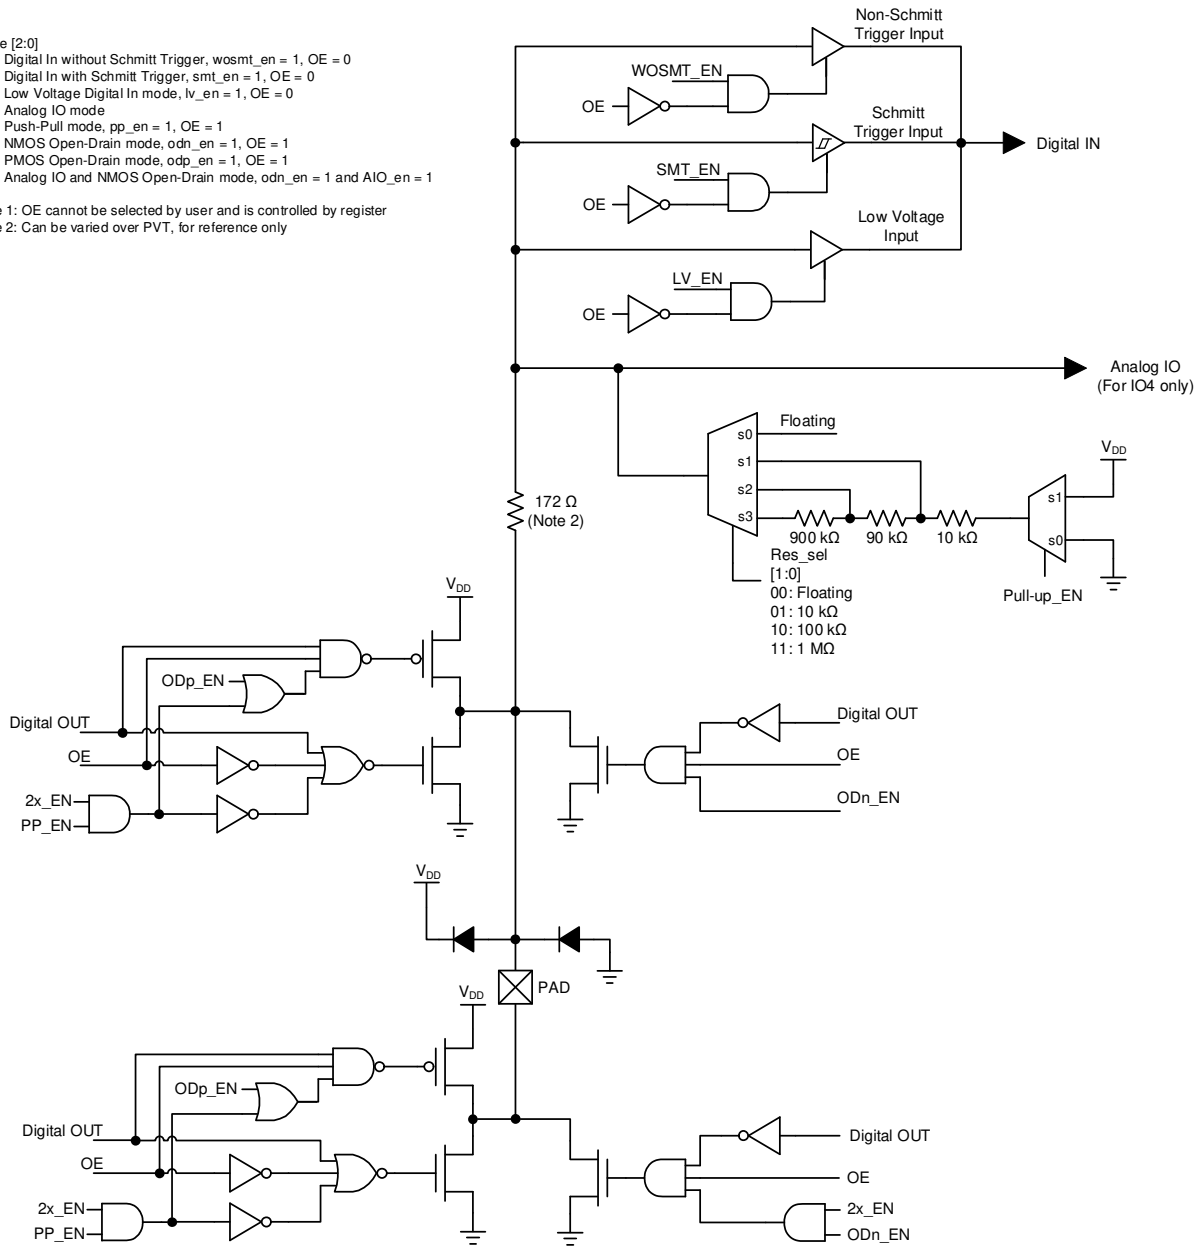 e [2:0]
Digital In without Schmitt Trigger, wosmt_en = 1, OE = 0
Digital In with Schmitt Trigger, smt_en = 1, OE = 0
Low Voltage Digital In mode, lv_en = 1, OE = 0
Analog IO mode
Push-Pull mode, pp_en = 1, OE = 1
NMOS Open-Drain mode, odn_en = 1, OE = 1
PMOS Open-Drain mode, odp_en = 1, OE = 1
Analog IO and NMOS Open-Drain mode, odn_en = 1 and AIO_en = 1
e 1: OE cannot be selected by user and is controlled by register
e 2: Can be varied over PVT, for reference only
Non-Schmitt
Trigger Input
WOSMT_EN
OE
Schmitt
Trigger Input
Digital IN
SMT_EN
OE
Low Voltage
Input
LV_EN
OE
Analog IO
(For IO4 only)
Floating
s0
s1
s2
s3
900 kΩ
90 kΩ
10 kΩ
VDD
s1
s0
Pull-up_EN
Res_sel
[1:0]
00: Floating
01: 10 kΩ
10: 100 kΩ
11: 1 MΩ
172 Ω
(Note 2)
VDD
ODp_EN
Digital OUT
OE
2x_EN
PP_EN
Digital OUT
OE
ODn_EN
VDD
PAD
VDD
ODp_EN
Digital OUT
OE
2x_EN
PP_EN
Digital OUT
OE
2x_EN
ODn_EN